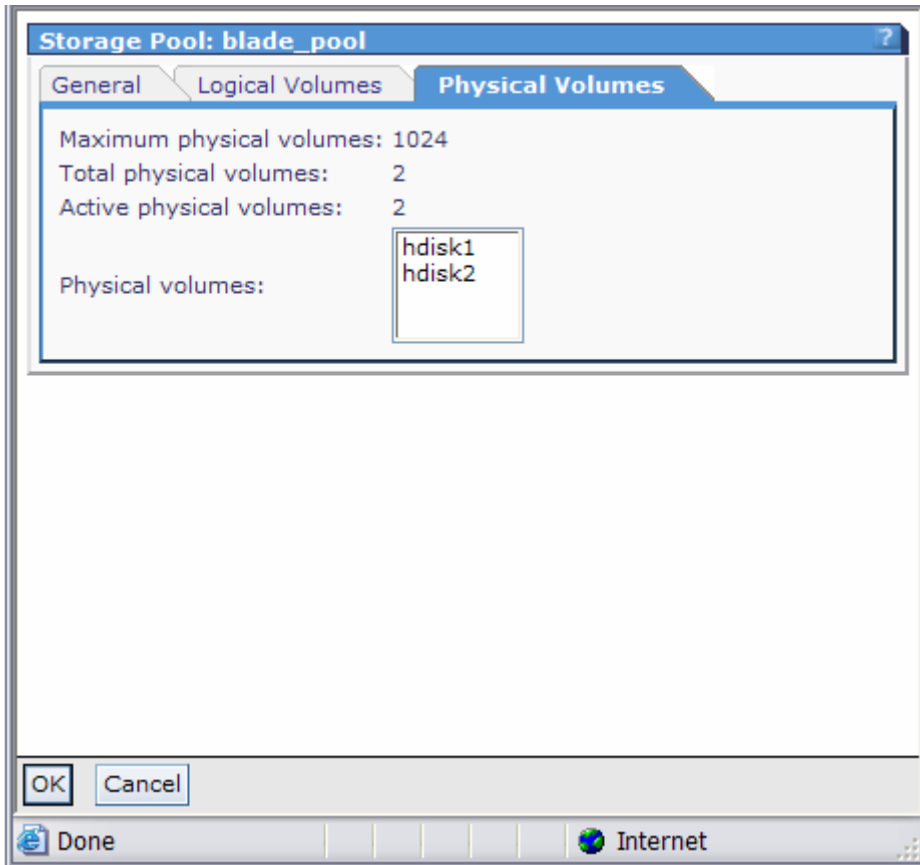 Storage Pool: blade_pool ?
General Logical Volumes Physical Volumes
Maximum physical volumes: 1024
Total physical volumes: 2
Active physical volumes: 2
Physical volumes:
hdisk1
hdisk2
OK Cancel
Done Internet